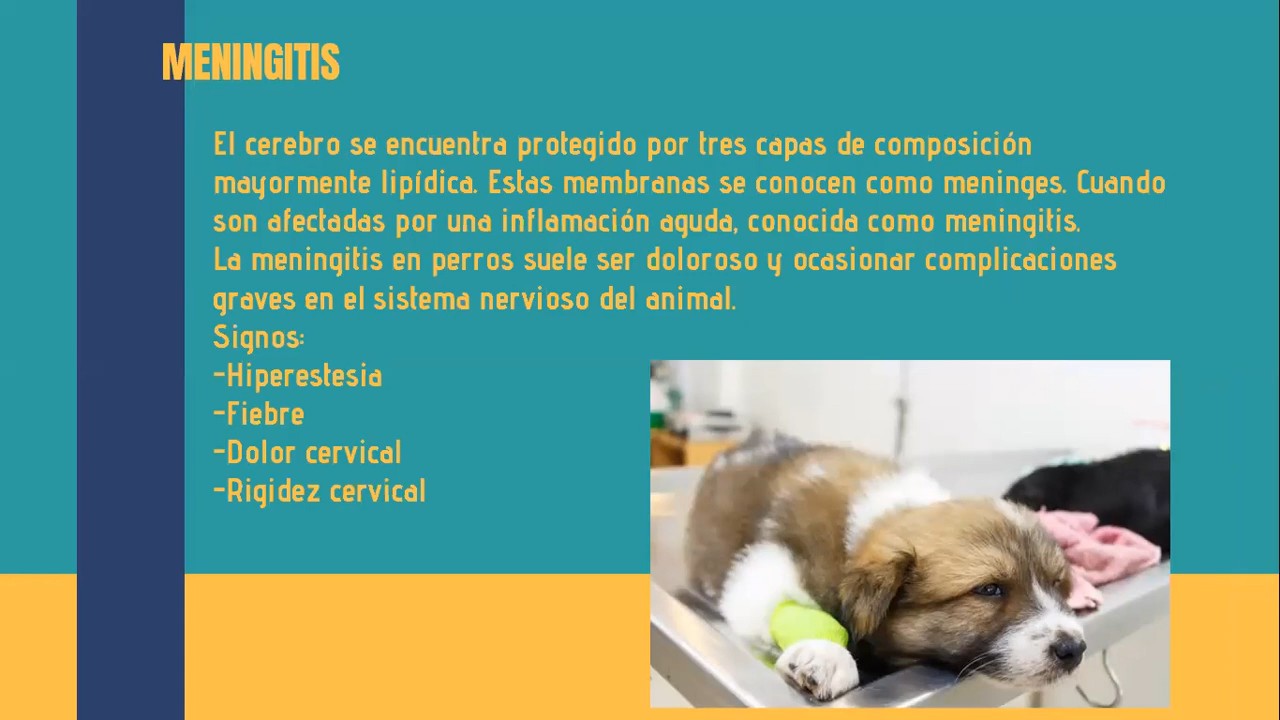 MENINGITIS
El cerebro se encuentra protegido por tres capas de composición
mayormente lipídica. Estas membranas se conocen como meninges. Cuando
son afectadas por una inflamación aguda, conocida como meningitis.
La meningitis en perros suele ser doloroso y ocasionar complicaciones
graves en el sistema nervioso del animal.
Signos:
-Hiperestesia
-Fiebre
-Dolor cervical
-Rigidez cervical